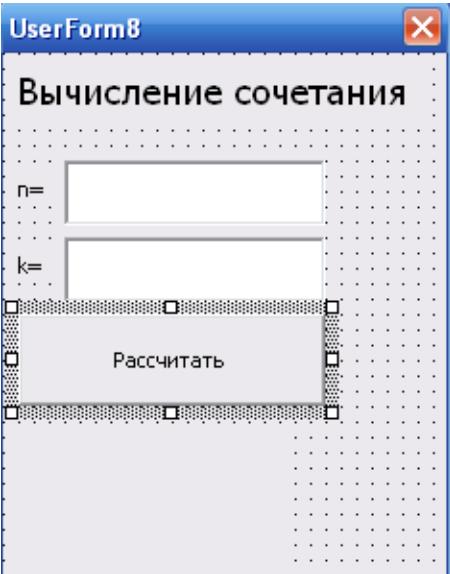 UserForm8
Вычисление сочетания
n=
k=
Рассчитать